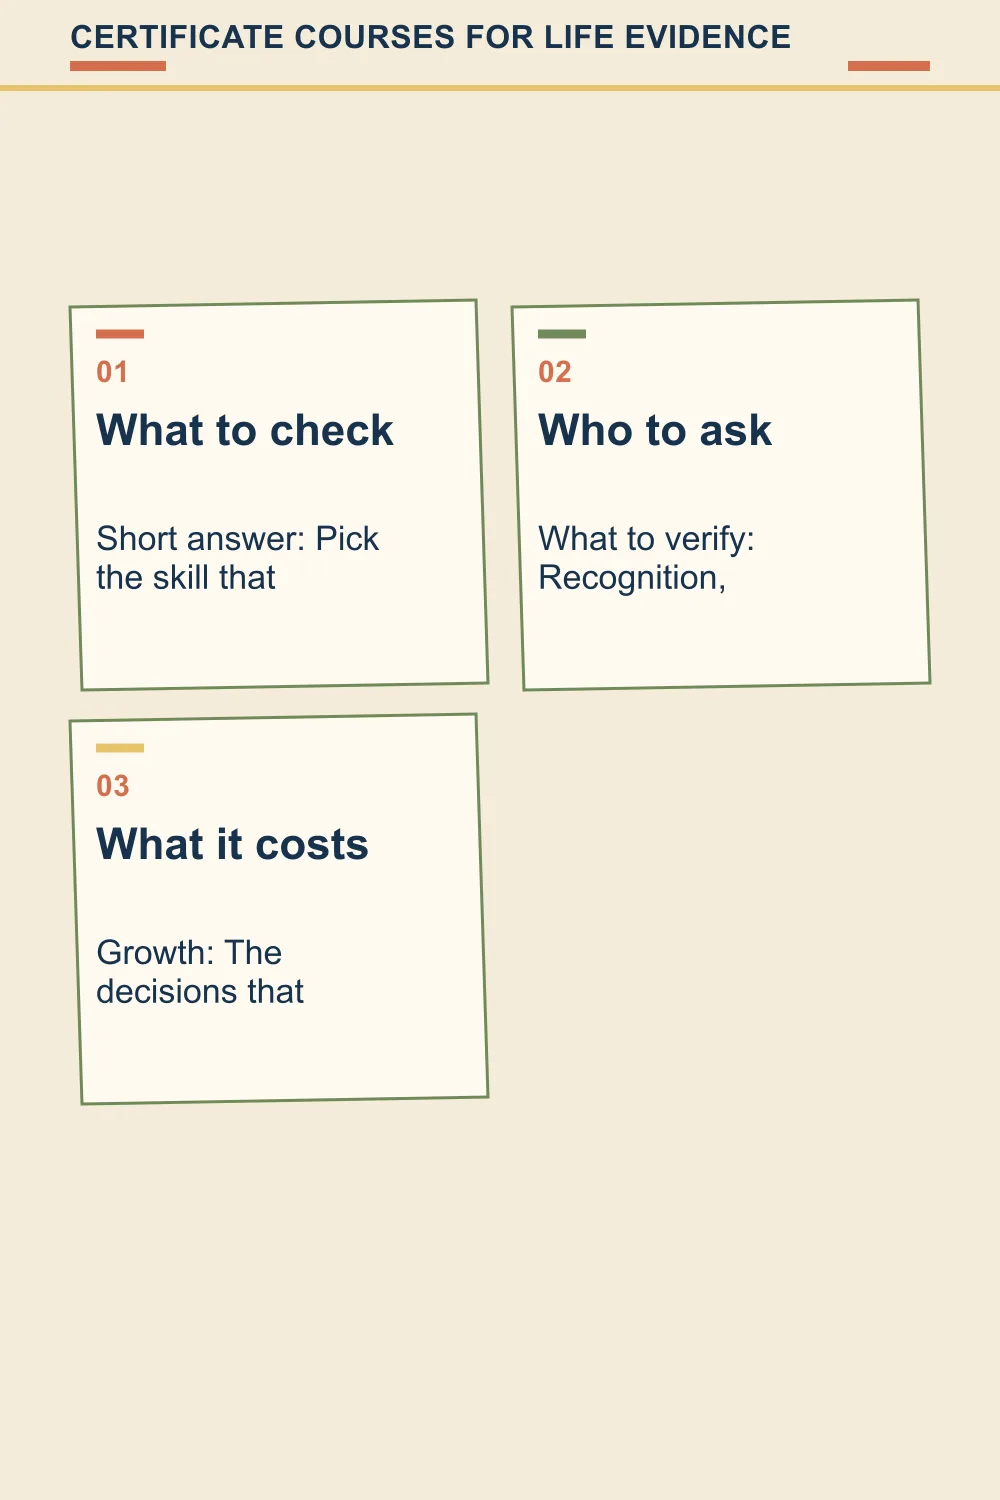 CERTIFICATE COURSES FOR LIFE EVIDENCE
01
What to check
Short answer: Pick
the skill that
02
Who to ask
What to verify:
Recognition,
03
What it costs
Growth: The
decisions that